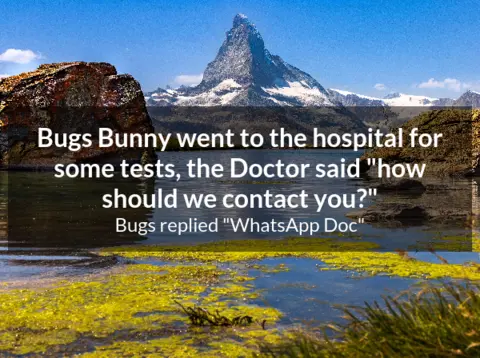 Bugs Bunny went to the hospital for
some tests, the Doctor said "how
should we contact you?"
Bugs replied "WhatsApp Doc"